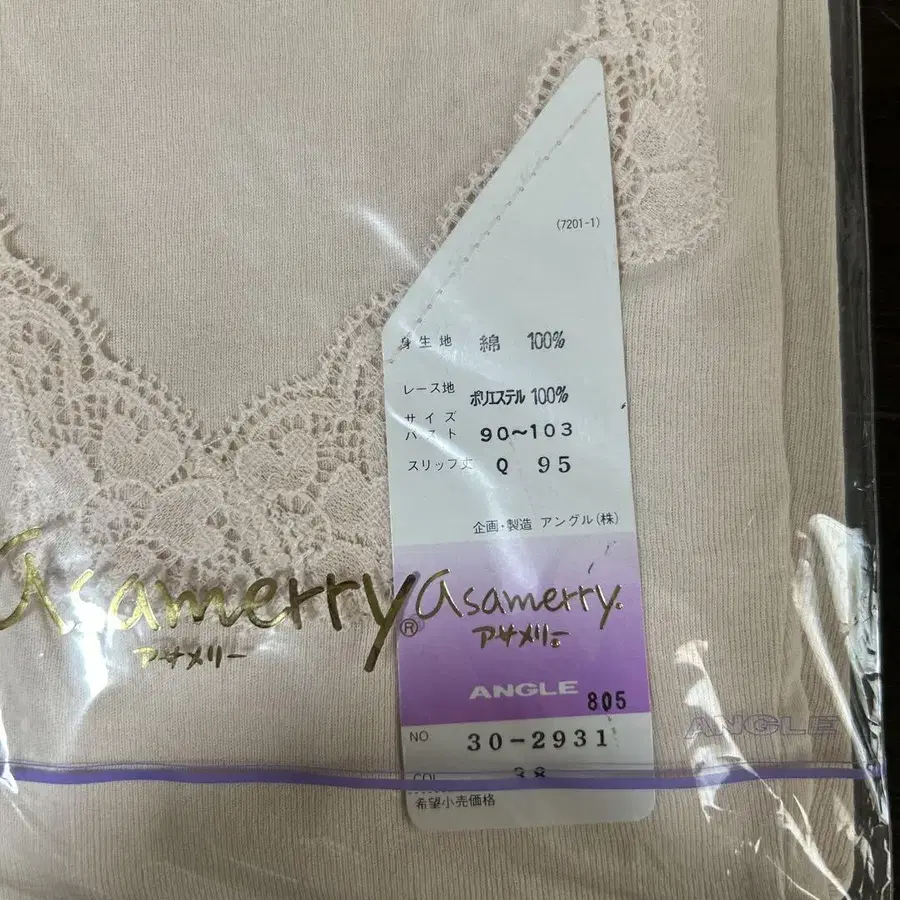 (7201-1)
身生地 綿 100%
レース地 ポリエステル 100%
サイズ
バスト 90~103
スリップ丈 Q 95
企画・製造 アングル(株)
asamerry®
アサメリー
asamerry.
アサメリー
ANGLE
805
ANGLE
NO 30-2931
COL 38
希望小売価格